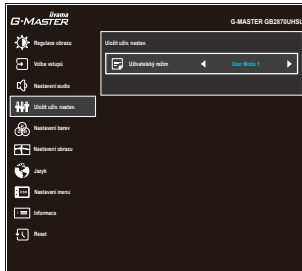 iiyama
G-MASTER
G-MASTER GB2870UHSU
Regulace obrazu
Volba vstupů
Nastavení audio
Uložit uživ. nastav.
Nastavení barev
Nastavení obrazu
Jazyk
OSD
Nastavení menu
Informace
Reset
Uložit uživ. nastav.
Uživatelský režim
User Mode 1